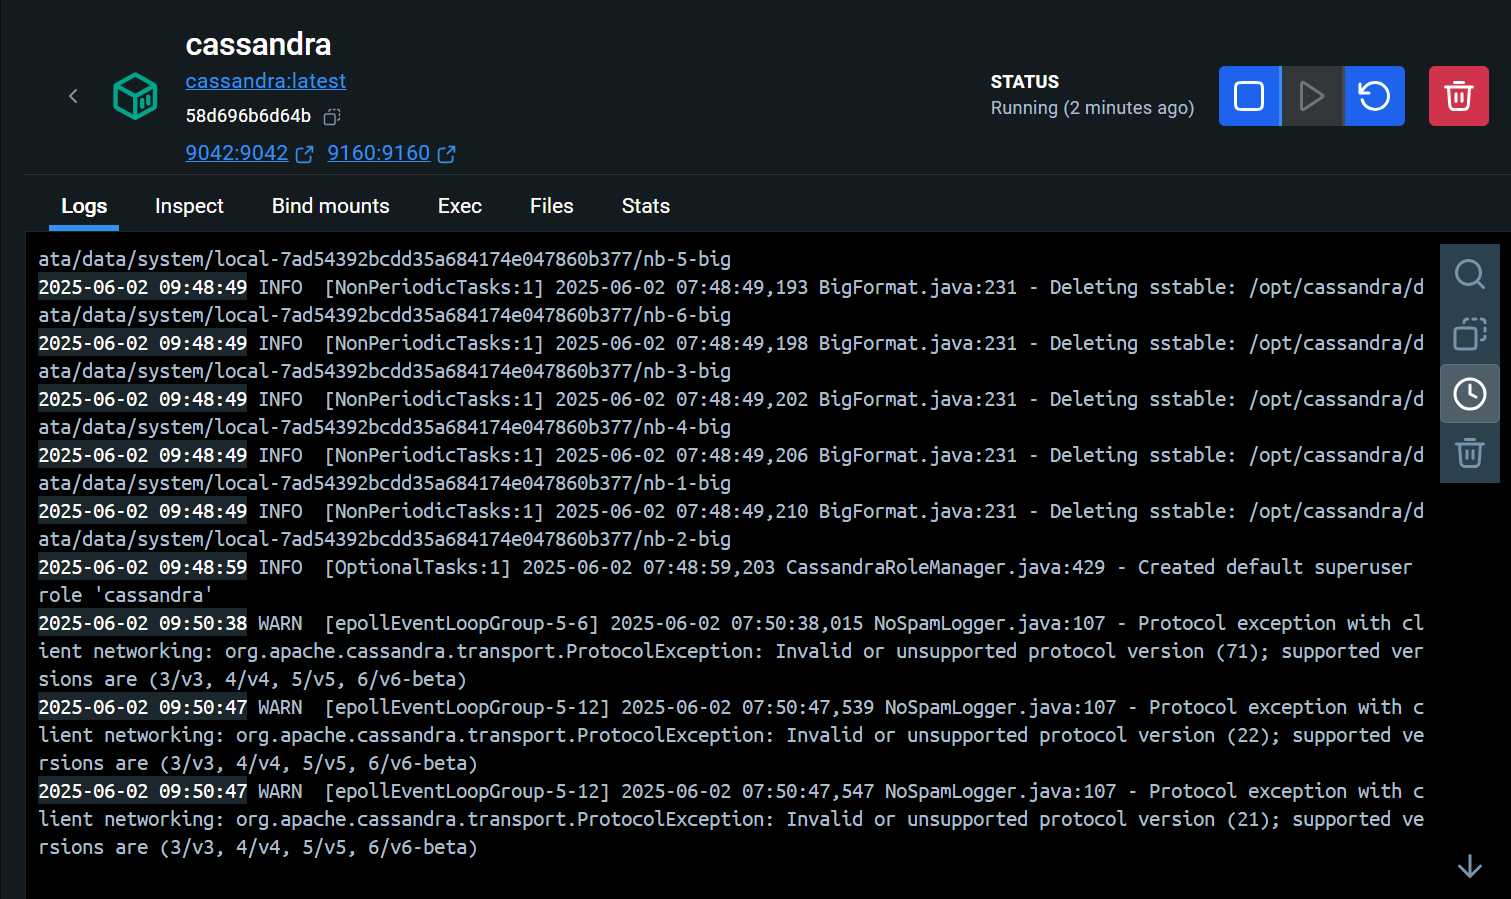 cassandra
cassandra:latest
58d696b6d64b
9042:9042 9160:9160
STATUS
Running (2 minutes ago)
Logs Inspect Bind mounts Exec Files Stats
ata/data/system/local-7ad54392bcdd35a684174e047860b377/nb-5-big
2025-06-02 09:48:49 INFO  [NonPeriodicTasks:1] 2025-06-02 07:48:49,193 BigFormat.java:231 - Deleting sstable: /opt/cassandra/d
ata/data/system/local-7ad54392bcdd35a684174e047860b377/nb-6-big
2025-06-02 09:48:49 INFO  [NonPeriodicTasks:1] 2025-06-02 07:48:49,198 BigFormat.java:231 - Deleting sstable: /opt/cassandra/d
ata/data/system/local-7ad54392bcdd35a684174e047860b377/nb-3-big
2025-06-02 09:48:49 INFO  [NonPeriodicTasks:1] 2025-06-02 07:48:49,202 BigFormat.java:231 - Deleting sstable: /opt/cassandra/d
ata/data/system/local-7ad54392bcdd35a684174e047860b377/nb-4-big
2025-06-02 09:48:49 INFO  [NonPeriodicTasks:1] 2025-06-02 07:48:49,206 BigFormat.java:231 - Deleting sstable: /opt/cassandra/d
ata/data/system/local-7ad54392bcdd35a684174e047860b377/nb-1-big
2025-06-02 09:48:49 INFO  [NonPeriodicTasks:1] 2025-06-02 07:48:49,210 BigFormat.java:231 - Deleting sstable: /opt/cassandra/d
ata/data/system/local-7ad54392bcdd35a684174e047860b377/nb-2-big
2025-06-02 09:48:59 INFO  [OptionalTasks:1] 2025-06-02 07:48:59,203 CassandraRoleManager.java:429 - Created default superuser
role 'cassandra'
2025-06-02 09:50:38 WARN  [epollEventLoopGroup-5-6] 2025-06-02 07:50:38,015 NoSpamLogger.java:107 - Protocol exception with cl
ient networking: org.apache.cassandra.transport.ProtocolException: Invalid or unsupported protocol version (71); supported ver
sions are (3/v3, 4/v4, 5/v5, 6/v6-beta)
2025-06-02 09:50:47 WARN  [epollEventLoopGroup-5-12] 2025-06-02 07:50:47,539 NoSpamLogger.java:107 - Protocol exception with c
lient networking: org.apache.cassandra.transport.ProtocolException: Invalid or unsupported protocol version (22); supported ve
rsions are (3/v3, 4/v4, 5/v5, 6/v6-beta)
2025-06-02 09:50:47 WARN  [epollEventLoopGroup-5-12] 2025-06-02 07:50:47,547 NoSpamLogger.java:107 - Protocol exception with c
lient networking: org.apache.cassandra.transport.ProtocolException: Invalid or unsupported protocol version (21); supported ve
rsions are (3/v3, 4/v4, 5/v5, 6/v6-beta)